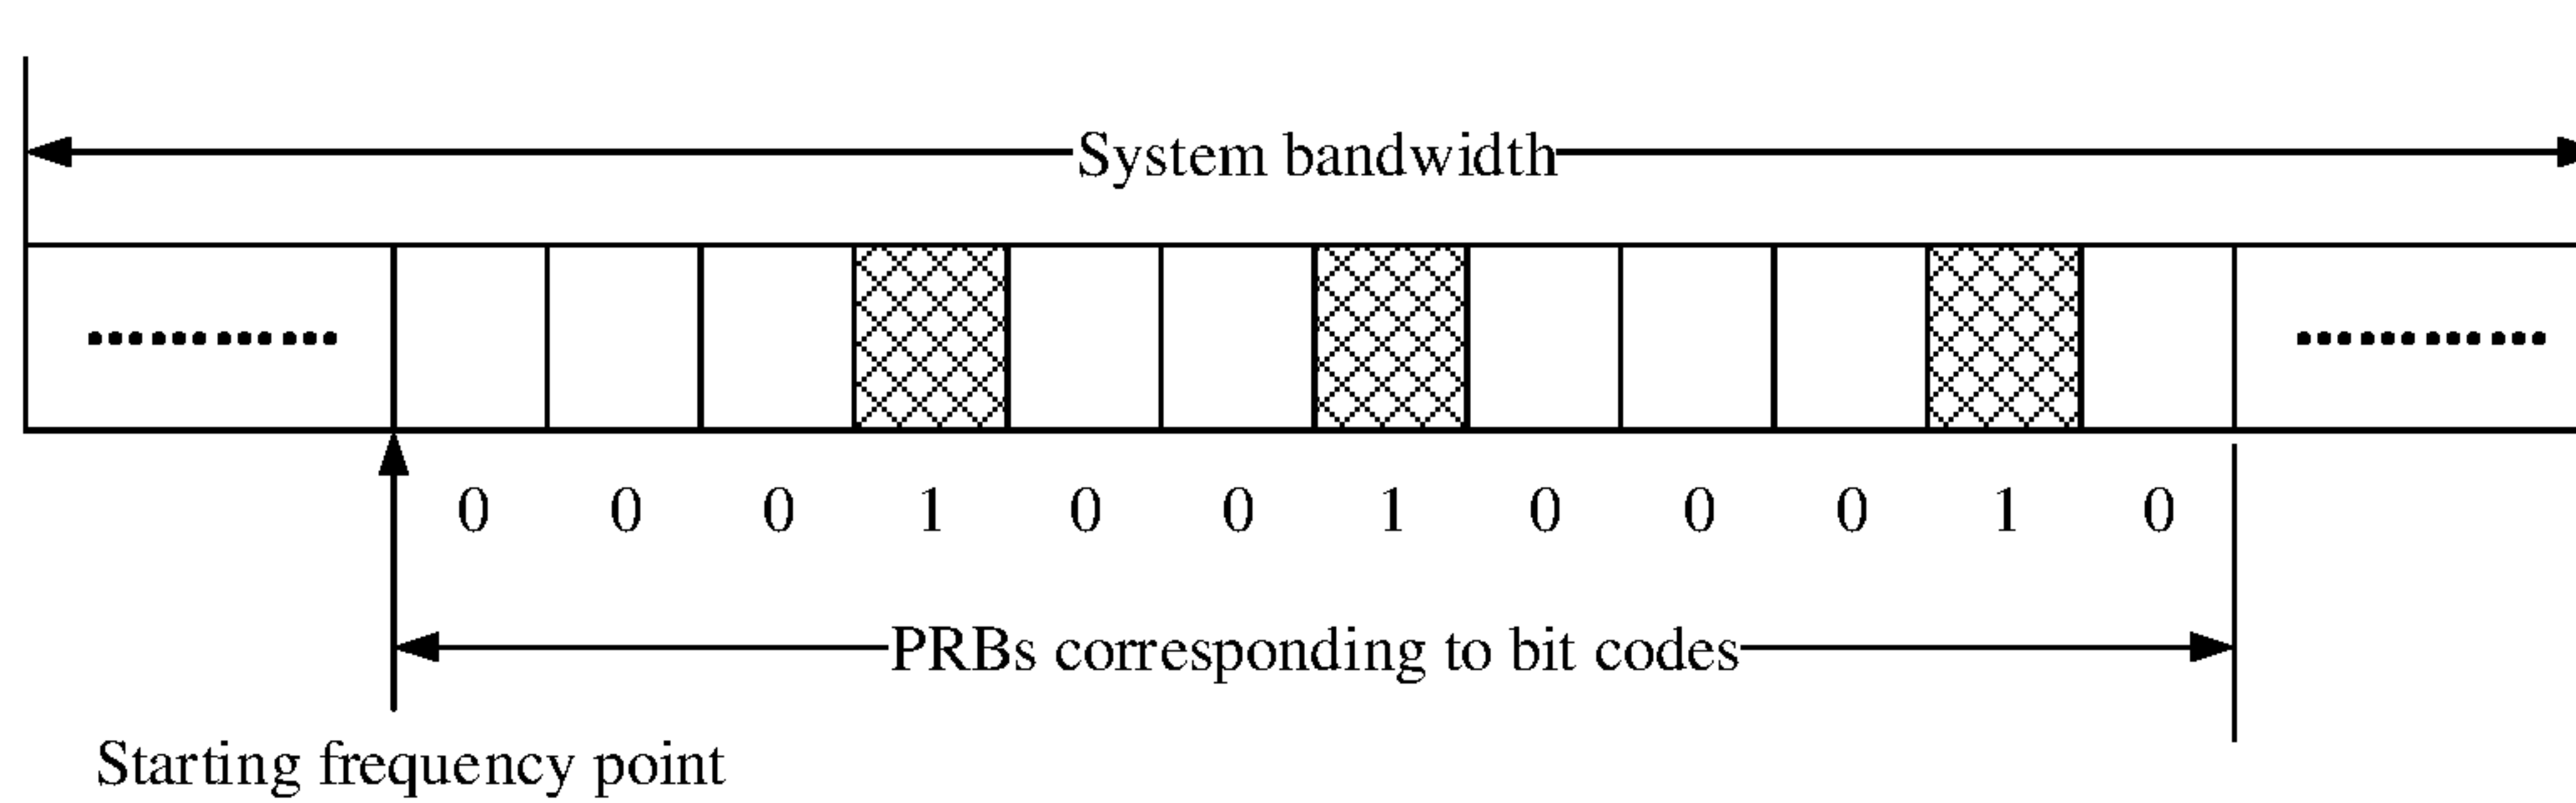 System bandwidth
0 0 0 1 0 0 1 0 0 0 1 0
PRBs corresponding to bit codes
Starting frequency point